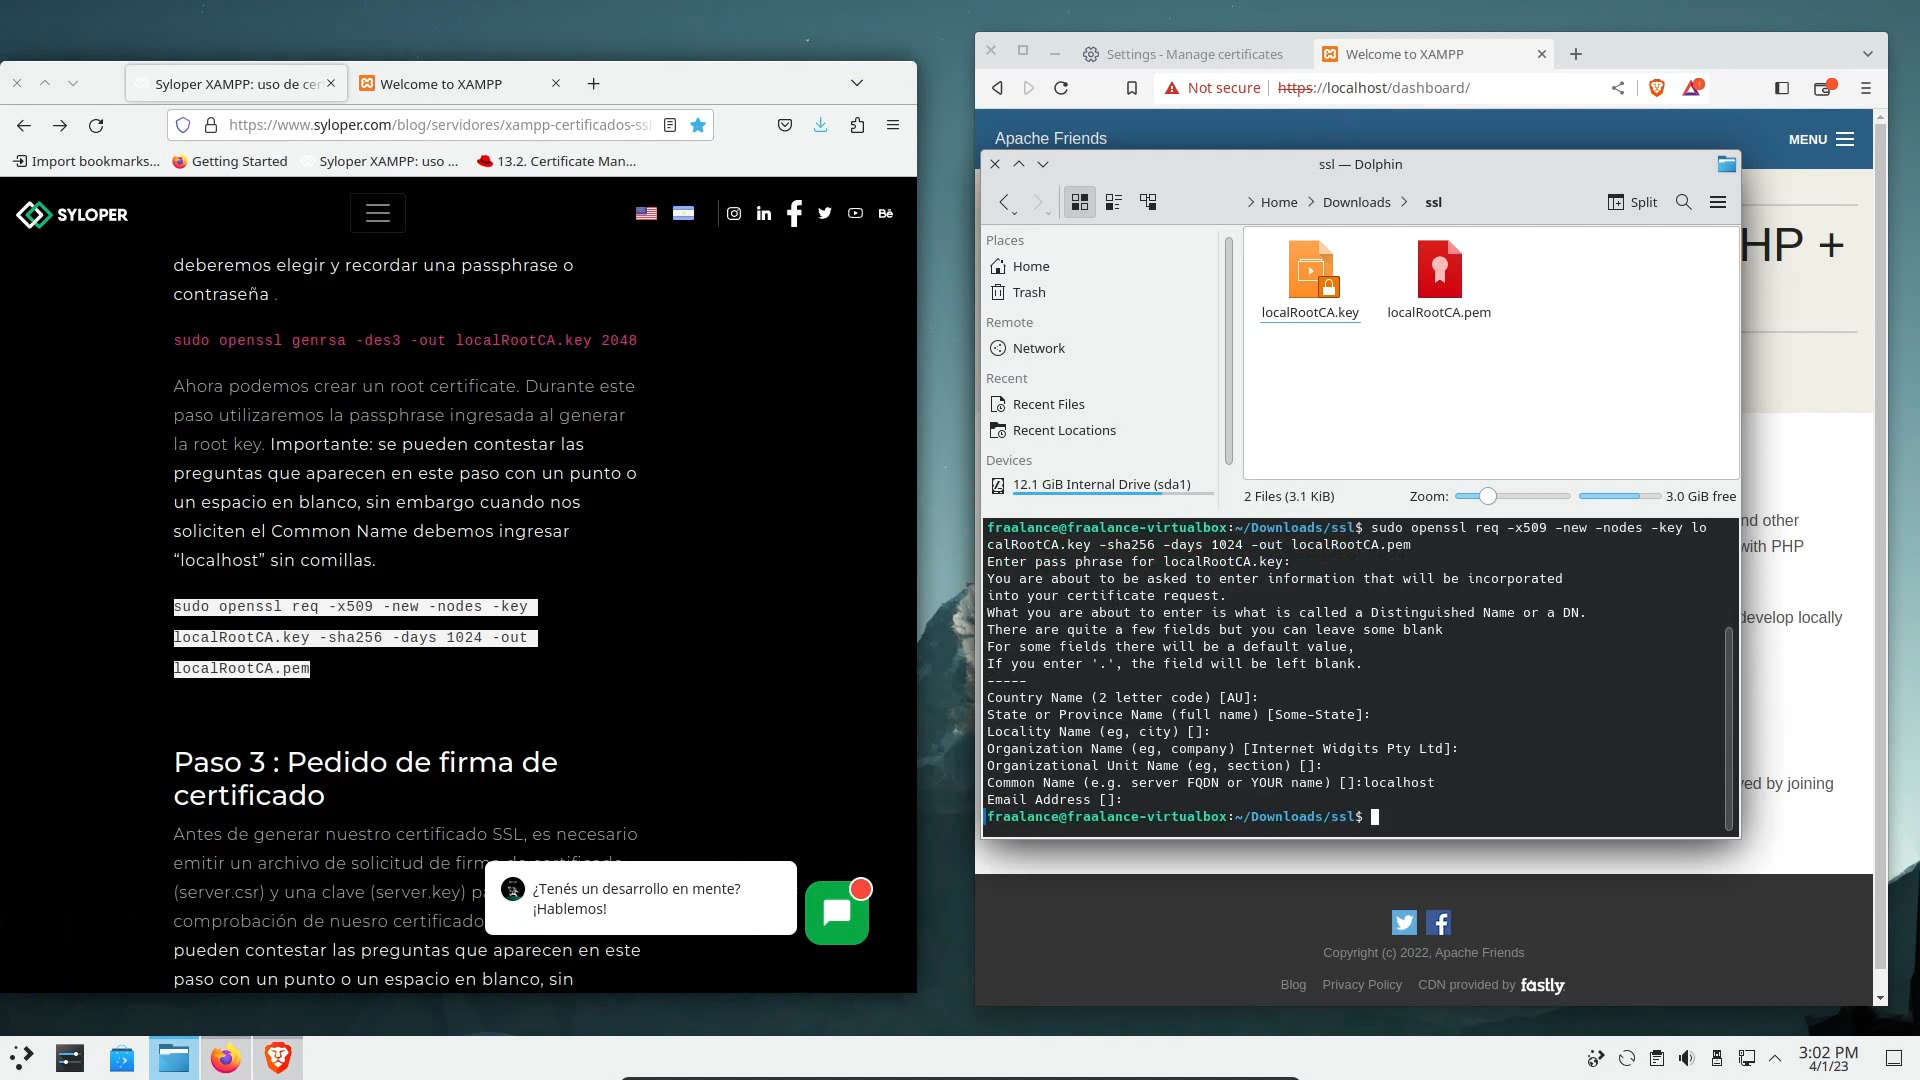 Syloper XAMPP: uso de cer
Welcome to XAMPP
https://www.syloper.com/blog/servidores/xampp-certificados-ssl
Import bookmarks...
Getting Started
Syloper XAMPP: uso ...
13.2. Certificate Man...
SYLOPER
deberemos elegir y recordar una passphrase o
contraseña .
sudo openssl genrsa -des3 -out localRootCA.key 2048
Ahora podemos crear un root certificate. Durante este
paso utilizaremos la passphrase ingresada al generar
la root key. Importante: se pueden contestar las
preguntas que aparecen en este paso con un punto o
un espacio en blanco, sin embargo cuando nos
soliciten el Common Name debemos ingresar
“localhost” sin comillas.
sudo openssl req -x509 -new -nodes -key
localRootCA.key -sha256 -days 1024 -out
localRootCA.pem
Paso 3 : Pedido de firma de
certificado
Antes de generar nuestro certificado SSL, es necesario
emitir un archivo de solicitud de firma de certificado
(server.csr) y una clave (server.key) pa
comprobación de nuesro certificado
pueden contestar las preguntas que aparecen en este
paso con un punto o un espacio en blanco, sin
¿Tenés un desarrollo en mente?
¡Hablemos!
Settings - Manage certificates
Welcome to XAMPP
Not secure
https://localhost/dashboard/
Apache Friends
MENU
HP +
ssl — Dolphin
Home
Downloads
ssl
Split
Places
Home
Trash
Remote
Network
Recent
Recent Files
Recent Locations
Devices
12.1 GiB Internal Drive (sda1)
localRootCA.key
localRootCA.pem
2 Files (3.1 KiB)
Zoom:
3.0 GiB free
fraalance@fraalance-virtualbox:~/Downloads/ssl$ sudo openssl req -x509 -new -nodes -key lo
calRootCA.key -sha256 -days 1024 -out localRootCA.pem
Enter pass phrase for localRootCA.key:
You are about to be asked to enter information that will be incorporated
into your certificate request.
What you are about to enter is what is called a Distinguished Name or a DN.
There are quite a few fields but you can leave some blank
For some fields there will be a default value,
If you enter '.', the field will be left blank.
-----
Country Name (2 letter code) [AU]:
State or Province Name (full name) [Some-State]:
Locality Name (eg, city) []:
Organization Name (eg, company) [Internet Widgits Pty Ltd]:
Organizational Unit Name (eg, section) []:
Common Name (e.g. server FQDN or YOUR name) []:localhost
Email Address []:
fraalance@fraalance-virtualbox:~/Downloads/ssl$
nd other
with PHP
develop locally
ved by joining
Copyright (c) 2022, Apache Friends
Blog
Privacy Policy
CDN provided by fastly
3:02 PM
4/1/23